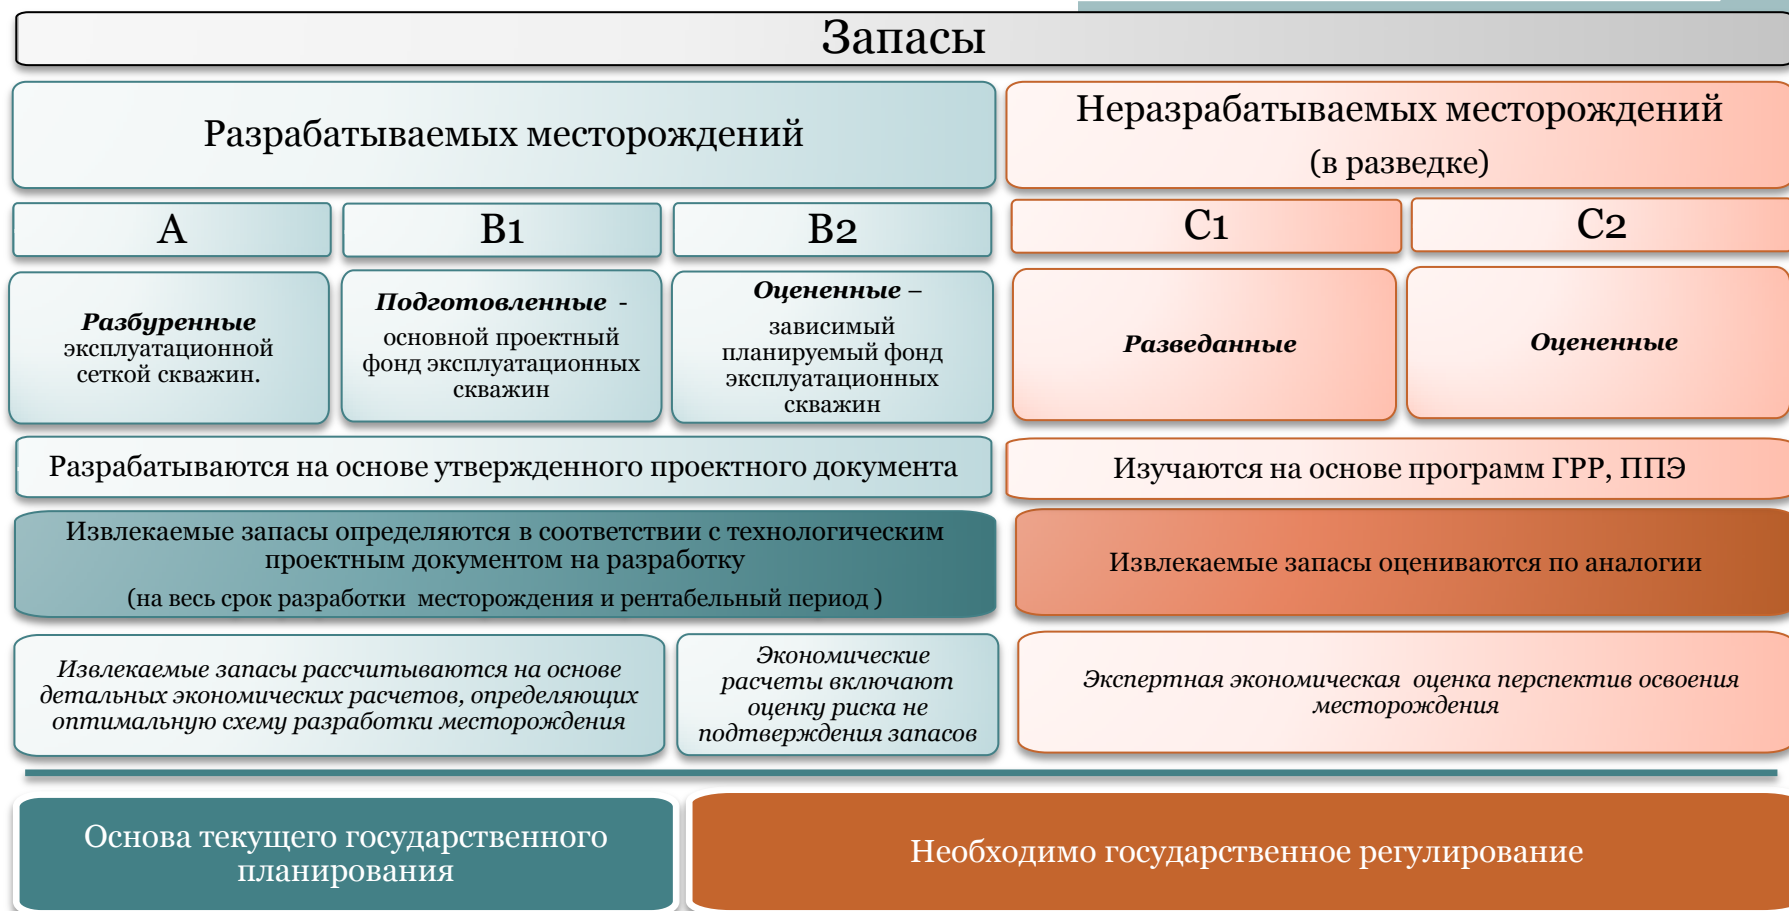 Запасы
Разрабатываемых месторождений
Неразрабатываемых месторождений
(в разведке)
А
В1
В2
С1
С2
Разбуренные
эксплуатационной
сеткой скважин.
Подготовленные -
основной проектный
фонд эксплуатационных
скважин
Оцененные –
зависимый
планируемый фонд
эксплуатационных
скважин
Разведанные
Оцененные
Разрабатываются на основе утвержденного проектного документа
Изучаются на основе программ ГРР, ППЭ
Извлекаемые запасы определяются в соответствии с технологическим
проектным документом на разработку
(на весь срок разработки месторождения и рентабельный период )
Извлекаемые запасы оцениваются по аналогии
Извлекаемые запасы рассчитываются на основе
детальных экономических расчетов, определяющих
оптимальную схему разработки месторождения
Экономические
расчеты включают
оценку риска не
подтверждения запасов
Экспертная экономическая оценка перспектив освоения
месторождения
Основа текущего государственного
планирования
Необходимо государственное регулирование